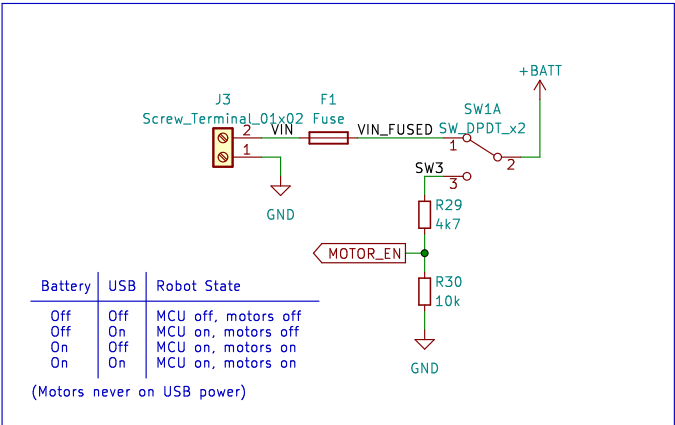 +BATT
J3
F1
SW1A
Screw_Terminal_01x02
Fuse
SW_DPDT_x2
2
VIN
VIN_FUSED
1
2
1
SW3
3
GND
R29
4k7
MOTOR_EN
R30
10k
GND
Battery USB Robot State
Off Off MCU off, motors off
Off On MCU on, motors off
On Off MCU on, motors on
On On MCU on, motors on
(Motors never on USB power)